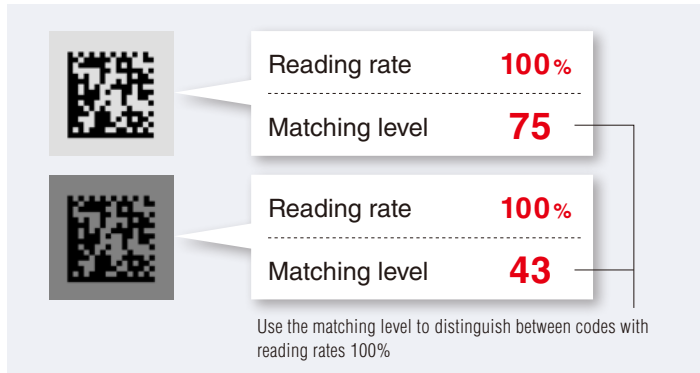 Reading rate 100%
Matching level 75
Reading rate 100%
Matching level 43
Use the matching level to distinguish between codes with
reading rates 100%